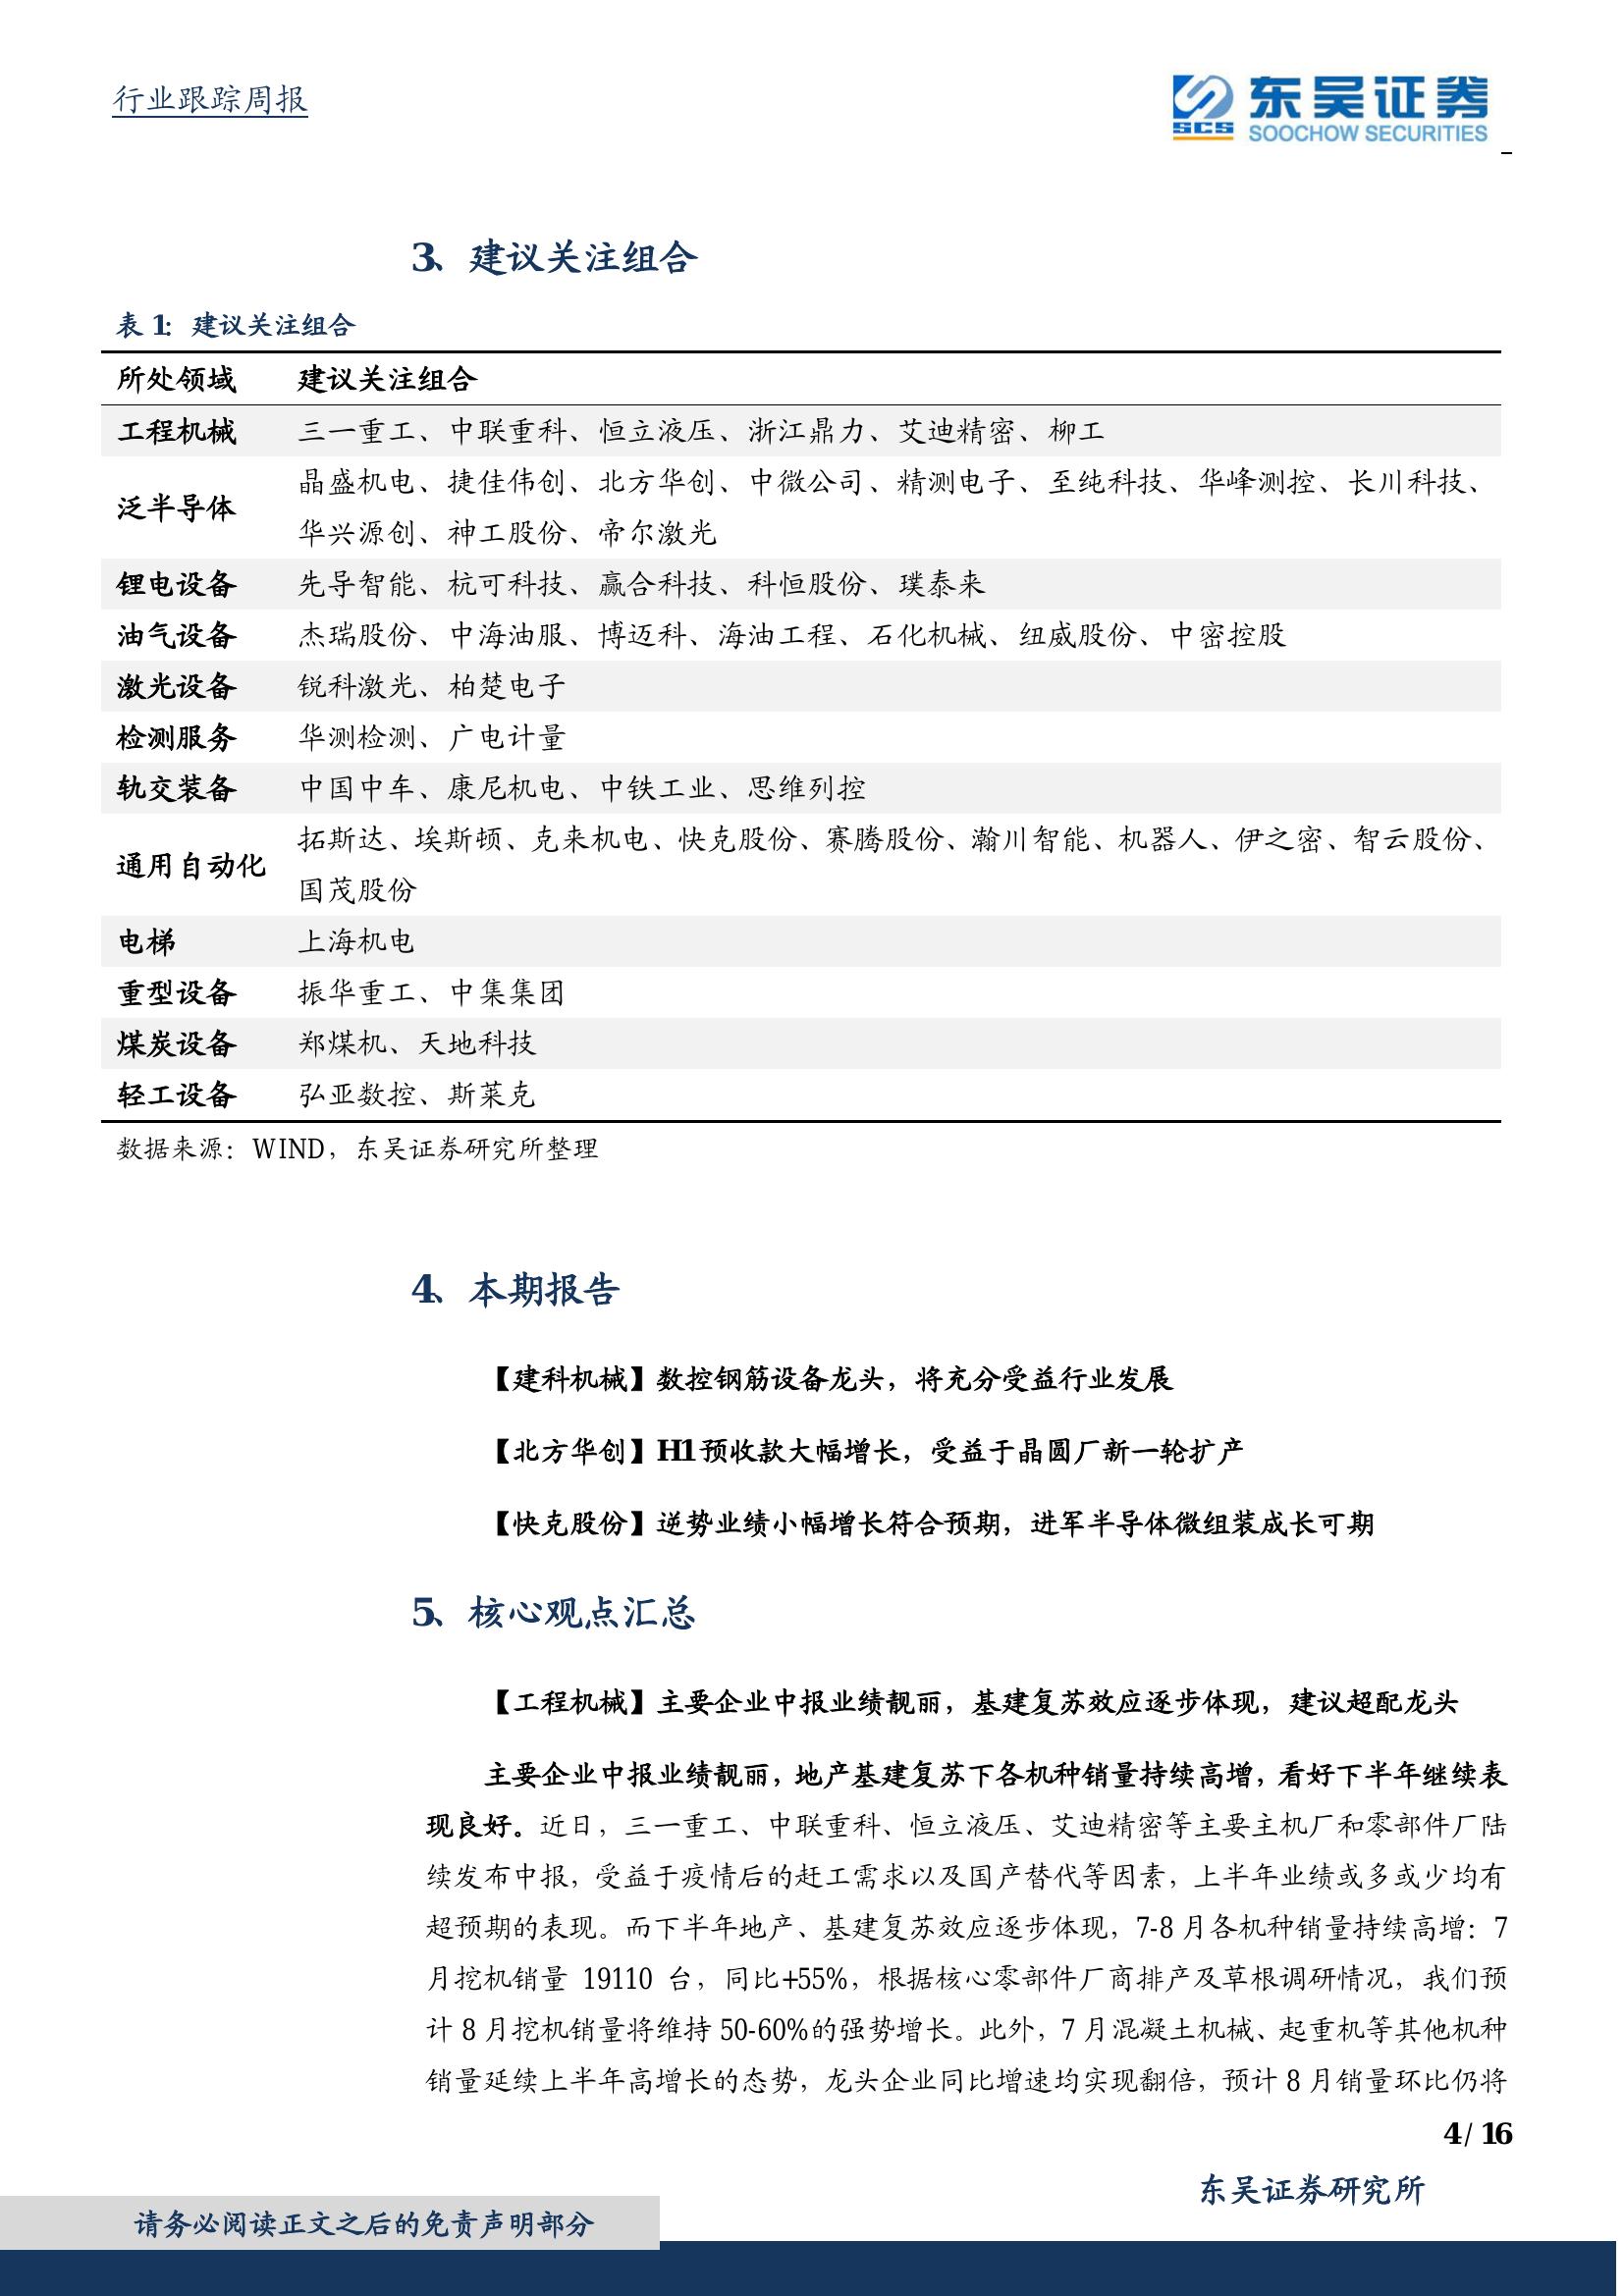 行业跟踪周报
东吴证券
SCS
SOOCHOW SECURITIES
3、建议关注组合
表 1：建议关注组合
所处领域 建议关注组合
工程机械 三一重工、中联重科、恒立液压、浙江鼎力、艾迪精密、柳工
泛半导体 晶盛机电、捷佳伟创、北方华创、中微公司、精测电子、至纯科技、华峰测控、长川科技、
华兴源创、神工股份、帝尔激光
锂电设备 先导智能、杭可科技、赢合科技、科恒股份、璞泰来
油气设备 杰瑞股份、中海油服、博迈科、海油工程、石化机械、纽威股份、中密控股
激光设备 锐科激光、柏楚电子
检测服务 华测检测、广电计量
轨交装备 中国中车、康尼机电、中铁工业、思维列控
通用自动化 拓斯达、埃斯顿、克来机电、快克股份、赛腾股份、瀚川智能、机器人、伊之密、智云股份、
国茂股份
电梯 上海机电
重型设备 振华重工、中集集团
煤炭设备 郑煤机、天地科技
轻工设备 弘亚数控、斯莱克
数据来源：WIND，东吴证券研究所整理
4、本期报告
【建科机械】数控钢筋设备龙头，将充分受益行业发展
【北方华创】H1 预收款大幅增长，受益于晶圆厂新一轮扩产
【快克股份】逆势业绩小幅增长符合预期，进军半导体微组装成长可期
5、核心观点汇总
【工程机械】主要企业中报业绩靓丽，基建复苏效应逐步体现，建议超配龙头
主要企业中报业绩靓丽，地产基建复苏下各机种销量持续高增，看好下半年继续表
现良好。近日，三一重工、中联重科、恒立液压、艾迪精密等主要主机厂和零部件厂陆
续发布中报，受益于疫情后的赶工需求以及国产替代等因素，上半年业绩或多或少均有
超预期的表现。而下半年地产、基建复苏效应逐步体现，7-8 月各机种销量持续高增：7
月挖机销量 19110 台，同比+55%，根据核心零部件厂商排产及草根调研情况，我们预
计 8 月挖机销量将维持 50-60%的强势增长。此外，7 月混凝土机械、起重机等其他机种
销量延续上半年高增长的态势，龙头企业同比增速均实现翻倍，预计 8 月销量环比仍将
4 / 16
东吴证券研究所
请务必阅读正文之后的免责声明部分